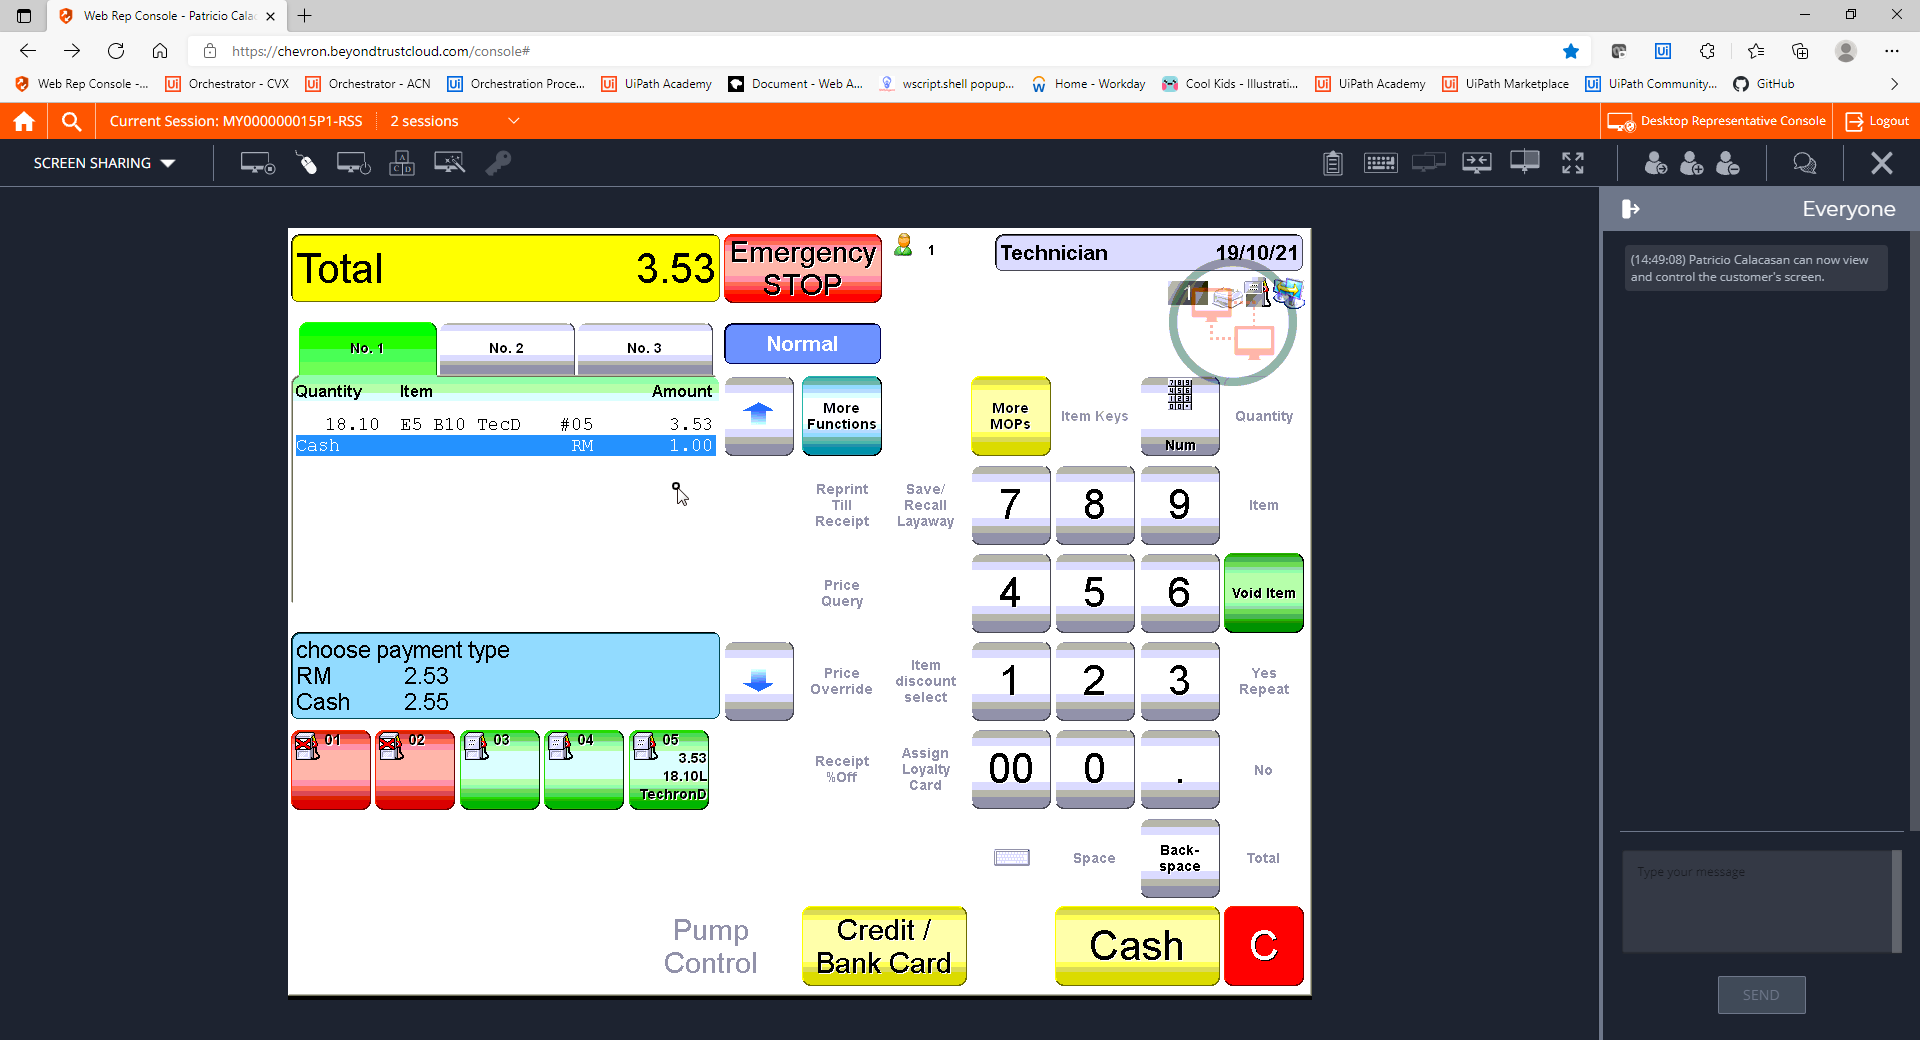 Web Rep Console - Patricio Cala
https://chevron.beyondtrustcloud.com/console#
Web Rep Console -...
Orchestrator - CVX
Orchestrator - ACN
Orchestration Proce...
UiPath Academy
Document - Web A...
wscript.shell popup...
Home - Workday
Cool Kids - Illustrati...
UiPath Academy
UiPath Marketplace
UiPath Community...
GitHub
Current Session: MY000000015P1-RSS
2 sessions
Desktop Representative Console
Logout
SCREEN SHARING
Everyone
(14:49:08) Patricio Calacasan can now view
and control the customer's screen.
Total 3.53
Emergency
STOP
1
Technician 19/10/21
1
No. 1
No. 2
No. 3
Normal
Quantity Item Amount
18.10 E5 B10 TecD #05 3.53
Cash RM 1.00
More
Functions
More
MOPs
Item Keys
Num
Quantity
Reprint
Till
Receipt
Save/
Recall
Layaway
7
8
9
Item
Price
Query
4
5
6
Void Item
choose payment type
RM 2.53
Cash 2.55
Price
Override
Item
discount
select
1
2
3
Yes
Repeat
01
02
03
04
05
3.53
18.10L
TechronD
Receipt
%Off
Assign
Loyalty
Card
00
0
.
No
Space
Back-
space
Total
Pump
Control
Credit /
Bank Card
Cash
C
Type your message
SEND